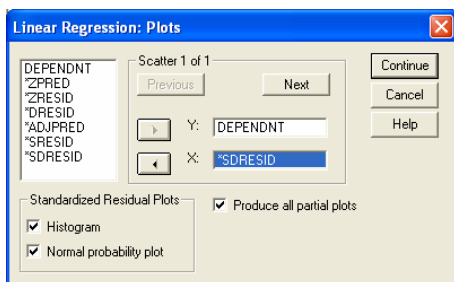 Linear Regression: Plots
DEPENDNT
*ZPRED
*ZRESID
*DRESID
*ADJPRED
*SRESID
*SDRESID
Scatter 1 of 1
Previous
Next
Y:
DEPENDNT
X:
*SDRESID
Continue
Cancel
Help
Standardized Residual Plots
Histogram
Normal probability plot
Produce all partial plots